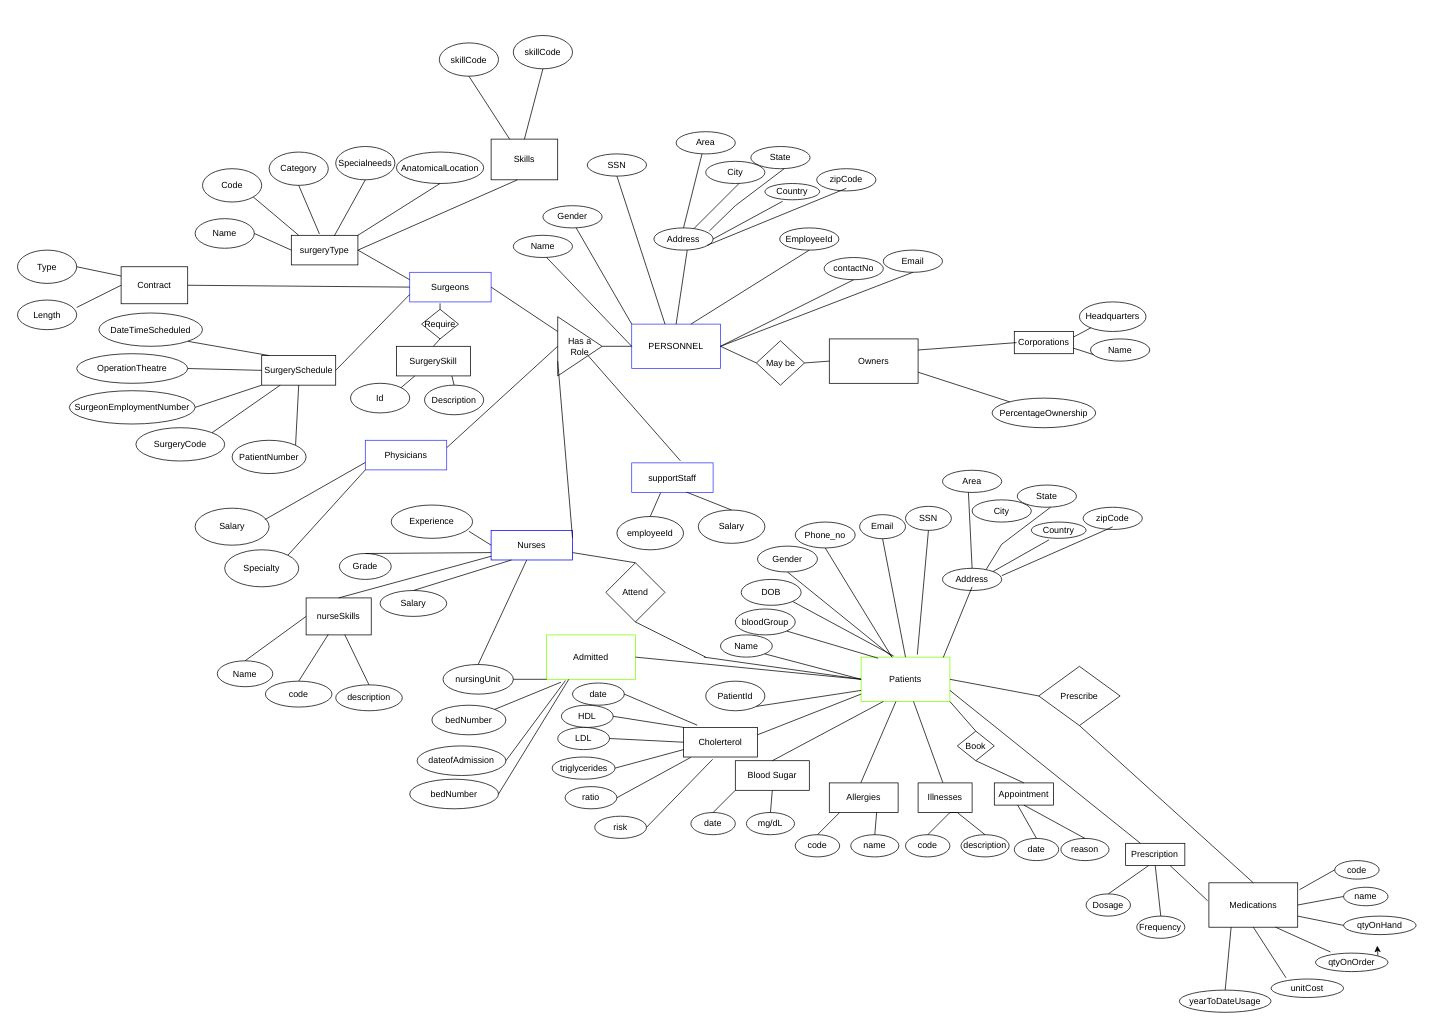 skillCode
skillCode
Skills
Area
State
SSN
City
Country
zipCode
Category
Specialneeds
AnatomicalLocation
Code
Name
surgeryType
Gender
Name
Address
EmployeeId
contactNo
Email
Type
Length
Contract
Surgeons
Require
SurgerySkill
Id
Description
DateTimeScheduled
OperationTheatre
SurgeonEmploymentNumber
SurgeryCode
PatientNumber
SurgerySchedule
Has a
Role
PERSONNEL
May be
Owners
Corporations
Headquarters
Name
PercentageOwnership
Physicians
Salary
Specialty
supportStaff
employeeId
Salary
Experience
Nurses
Grade
Salary
nurseSkills
Name
code
description
Attend
Area
State
City
Country
zipCode
Address
SSN
Email
Phone_no
Gender
DOB
bloodGroup
Name
PatientId
Patients
Prescribe
Admitted
nursingUnit
bedNumber
dateofAdmission
bedNumber
date
HDL
LDL
triglycerides
ratio
risk
Cholerterol
Blood Sugar
date
mg/dL
Allergies
code
name
Illnesses
code
description
Book
Appointment
date
reason
Prescription
Dosage
Frequency
Medications
code
name
qtyOnHand
qtyOnOrder
unitCost
yearToDateUsage